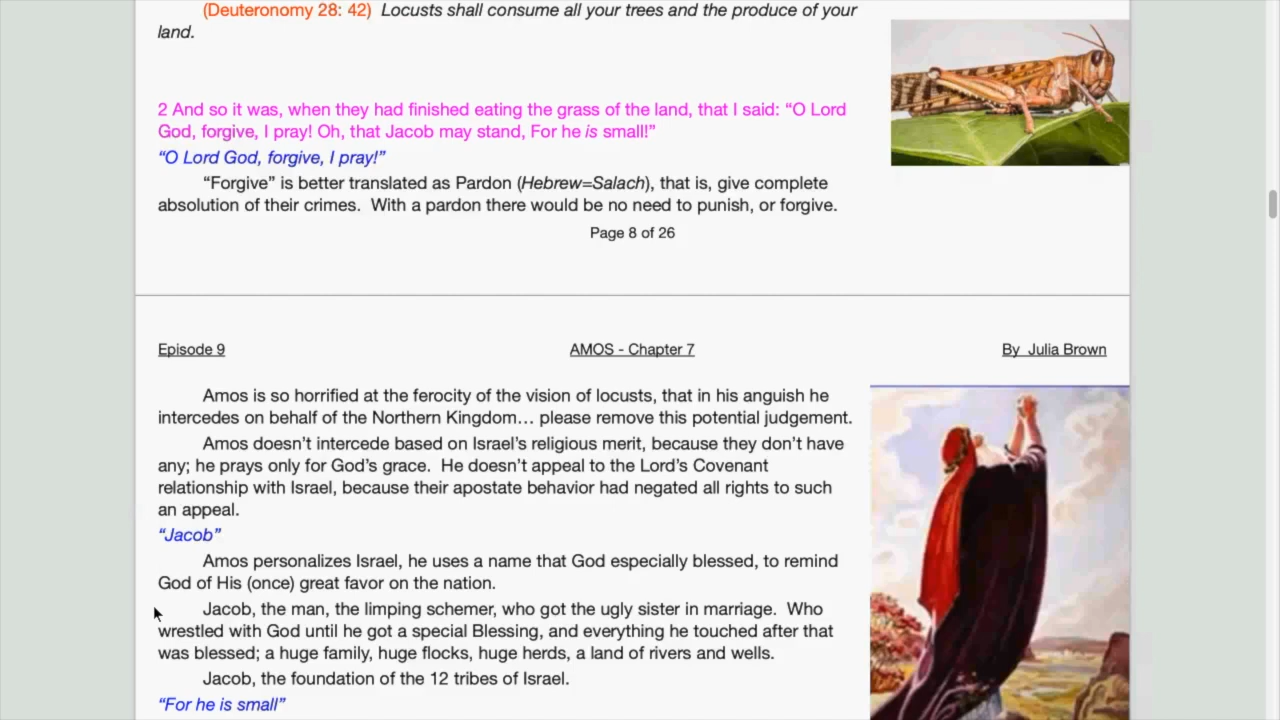 (Deuteronomy 28: 42)  Locusts shall consume all your trees and the produce of your
land.
2 And so it was, when they had finished eating the grass of the land, that I said: “O Lord
God, forgive, I pray! Oh, that Jacob may stand, For he is small!”
“O Lord God, forgive, I pray!”
“Forgive” is better translated as Pardon (Hebrew=Salach), that is, give complete
absolution of their crimes.  With a pardon there would be no need to punish, or forgive.
Page 8 of 26
Episode 9 AMOS - Chapter 7 By  Julia Brown
Amos is so horrified at the ferocity of the vision of locusts, that in his anguish he
intercedes on behalf of the Northern Kingdom… please remove this potential judgement.
Amos doesn’t intercede based on Israel’s religious merit, because they don’t have
any; he prays only for God’s grace.  He doesn’t appeal to the Lord’s Covenant
relationship with Israel, because their apostate behavior had negated all rights to such
an appeal.
“Jacob”
Amos personalizes Israel, he uses a name that God especially blessed, to remind
God of His (once) great favor on the nation.
Jacob, the man, the limping schemer, who got the ugly sister in marriage.  Who
wrestled with God until he got a special Blessing, and everything he touched after that
was blessed; a huge family, huge flocks, huge herds, a land of rivers and wells.
Jacob, the foundation of the 12 tribes of Israel.
“For he is small”